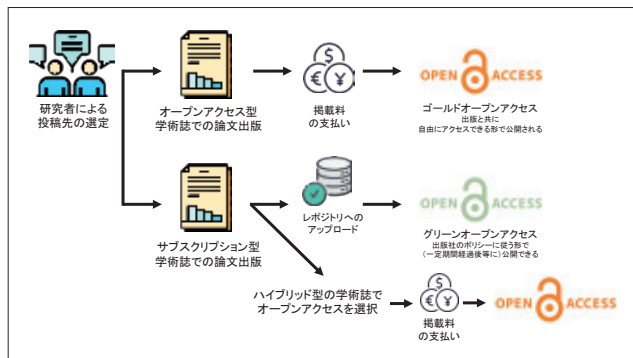 研究者による
投稿先の選定
オープンアクセス型
学術誌での論文出版
$
€ ¥
掲載料
の支払い
OPEN ACCESS
ゴールドオープンアクセス
出版と共に
自由にアクセスできる形で公開される
サブスクリプション型
学術誌での論文出版
レポジトリへの
アップロード
OPEN ACCESS
グリーンオープンアクセス
出版社のポリシーに従う形で
(一定期間経過後等に)公開できる
ハイブリッド型の学術誌で
オープンアクセスを選択
$
€ ¥
掲載料
の支払い
OPEN ACCESS